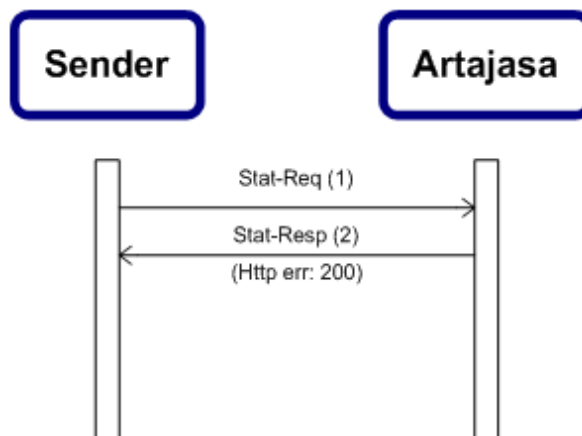 Sender
Artajasa
Stat-Req (1)
Stat-Resp (2)
(Http err: 200)